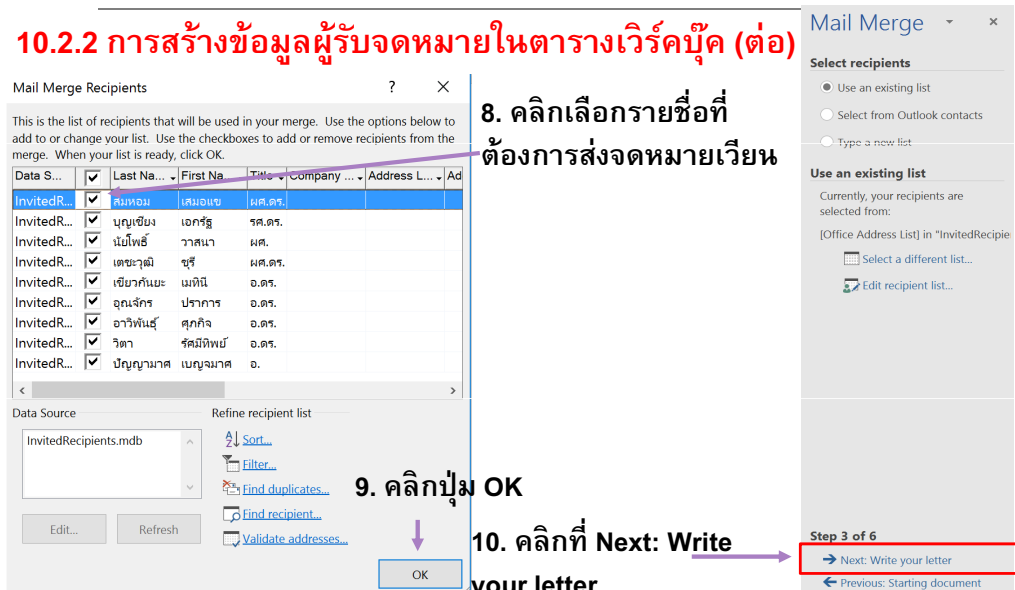 10.2.2 การสร้างข้อมูลผู้รับจดหมายในตารางเวิร์คบุ๊ค (ต่อ)
Mail Merge Recipients ? ×
This is the list of recipients that will be used in your merge. Use the options below to
add to or change your list. Use the checkboxes to add or remove recipients from the
merge. When your list is ready, click OK.
Data S... Last Na... First Na Title Company ... Address L... Ad
InvitedR... สมหอม เสมอแข ผศ.ดร.
InvitedR... บุญเชียง เอกรัฐ รศ.ดร.
InvitedR... นัยโพธิ์ วาสนา ผศ.
InvitedR... เตชะวุฒิ ชุรี ผศ.ดร.
InvitedR... เขียวกันยะ เมทินี อ.ดร.
InvitedR... อุณจักร ปราการ อ.ดร.
InvitedR... อาวิพันธุ์ ศุภกิจ อ.ดร.
InvitedR... วิตา รัศมีทิพย์ อ.ดร.
InvitedR... ปัญญามาศ เบญจมาศ อ.
Data Source
InvitedRecipients.mdb
Edit... Refresh
Refine recipient list
Sort...
Filter...
Find duplicates...
Find recipient...
Validate addresses...
OK
8. คลิกเลือกรายชื่อที่
ต้องการส่งจดหมายเวียน
9. คลิกปุ่ม OK
10. คลิกที่ Next: Write
your letter
Mail Merge ×
Select recipients
Use an existing list
Select from Outlook contacts
Type a new list
Use an existing list
Currently, your recipients are
selected from:
[Office Address List] in "InvitedRecipie
Select a different list...
Edit recipient list...
Step 3 of 6
Next: Write your letter
Previous: Starting document